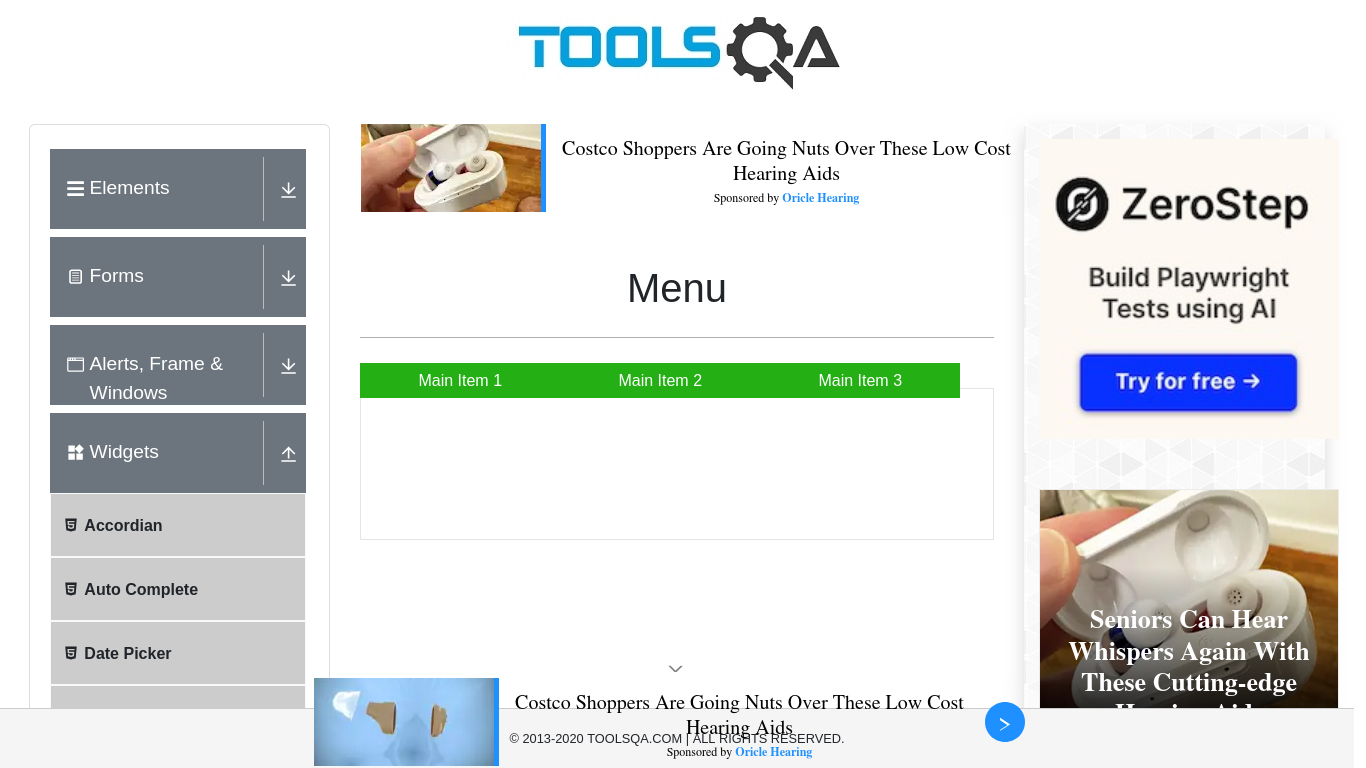 TOOLSQA
Elements
Forms
Alerts, Frame &
Windows
Widgets
Accordian
Auto Complete
Date Picker
Costco Shoppers Are Going Nuts Over These Low Cost
Hearing Aids
Sponsored by Oricle Hearing
Menu
Main Item 1
Main Item 2
Main Item 3
ZeroStep
Build Playwright
Tests using AI
Try for free →
Seniors Can Hear
Whispers Again With
These Cutting-edge
Hearing Aids
Costco Shoppers Are Going Nuts Over These Low Cost
Hearing Aids
© 2013-2020 TOOLSQA.COM | ALL RIGHTS RESERVED.
Sponsored by Oricle Hearing